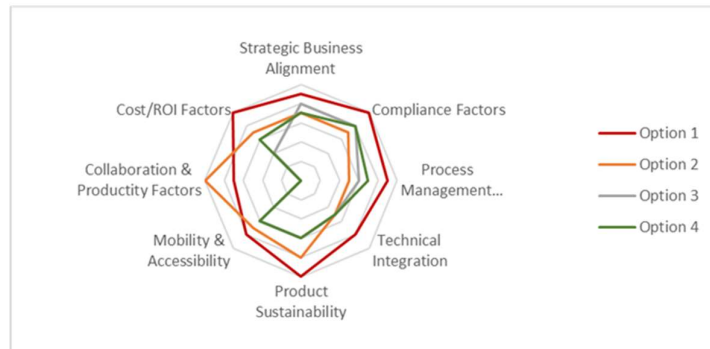 Strategic Business
Alignment
Cost/ROI Factors
Compliance Factors
Option 1
Option 2
Collaboration &
Productity Factors
Process
Management...
Option 3
Option 4
Mobility &
Accessibility
Technical
Integration
Product
Sustainability